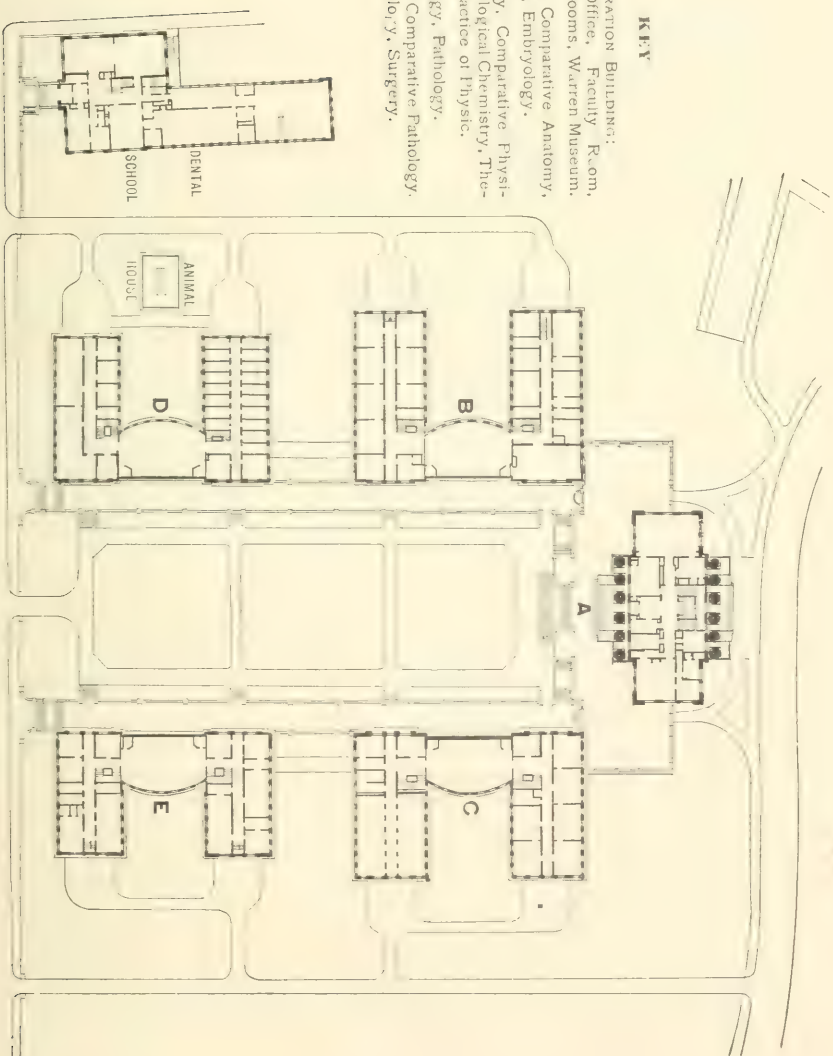 KEY
RATION BUILDING:
Office, Faculty Room,
ooms, Warren Museum.
Comparative Anatomy,
, Embryology.
y, Comparative Physi-
logical Chemistry, The-
actice of Physic.
gy, Pathology.
Comparative Pathology.
logy, Surgery.
A
B
C
D
E
ANIMAL
HOUSE
DENTAL
SCHOOL